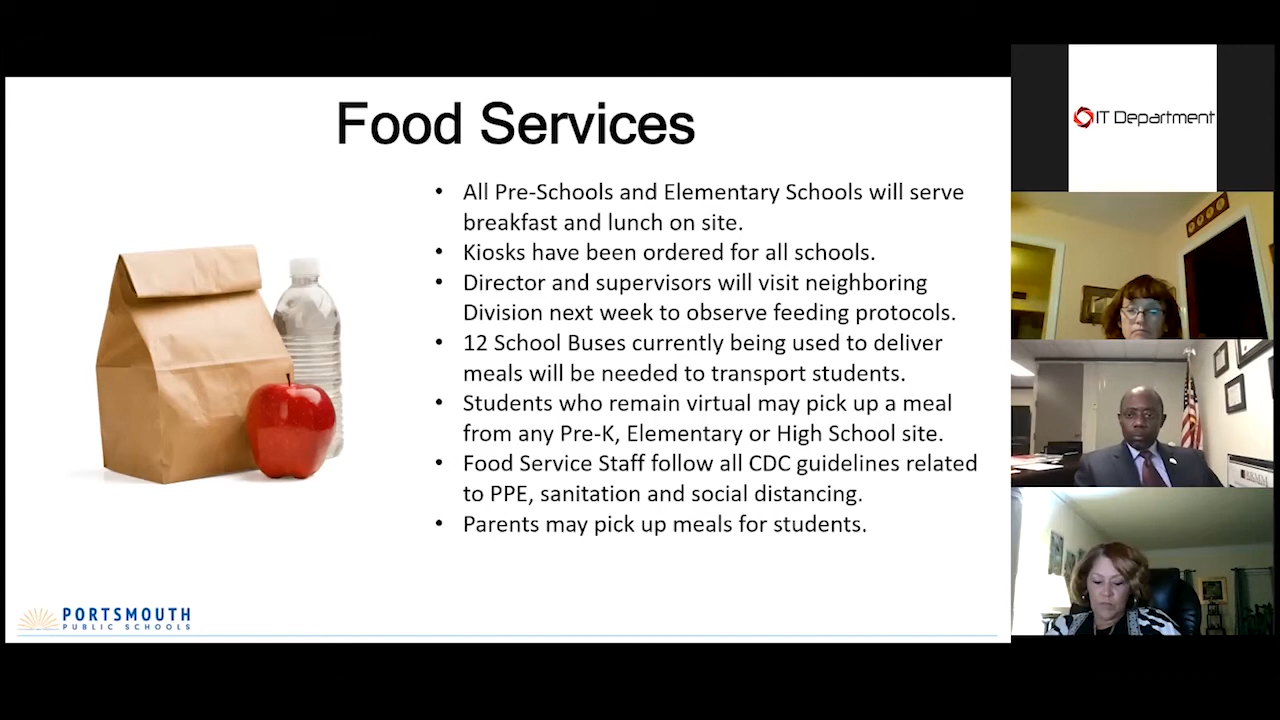 Food Services
• All Pre-Schools and Elementary Schools will serve
breakfast and lunch on site.
• Kiosks have been ordered for all schools.
• Director and supervisors will visit neighboring
Division next week to observe feeding protocols.
• 12 School Buses currently being used to deliver
meals will be needed to transport students.
• Students who remain virtual may pick up a meal
from any Pre-K, Elementary or High School site.
• Food Service Staff follow all CDC guidelines related
to PPE, sanitation and social distancing.
• Parents may pick up meals for students.
PORTSMOUTH
PUBLIC SCHOOLS
IT Department